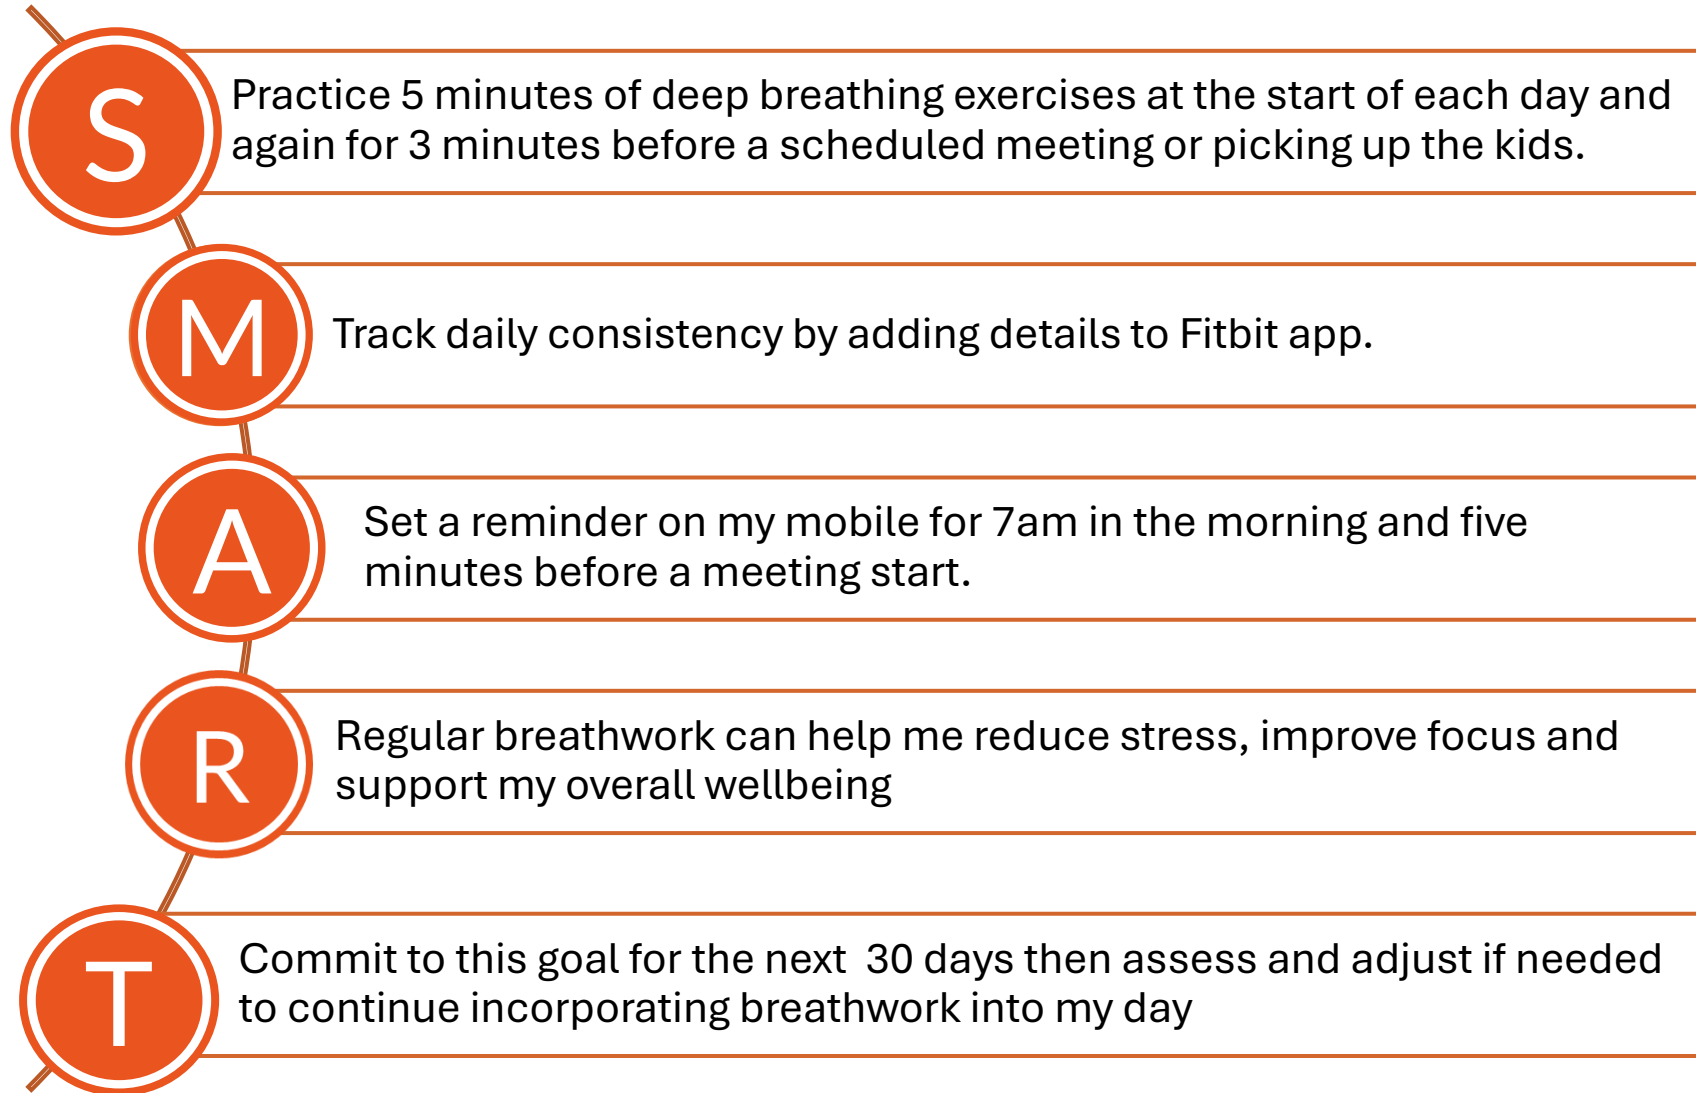 S
Practice 5 minutes of deep breathing exercises at the start of each day and
again for 3 minutes before a scheduled meeting or picking up the kids.
M
Track daily consistency by adding details to Fitbit app.
A
Set a reminder on my mobile for 7am in the morning and five
minutes before a meeting start.
R
Regular breathwork can help me reduce stress, improve focus and
support my overall wellbeing
T
Commit to this goal for the next  30 days then assess and adjust if needed
to continue incorporating breathwork into my day